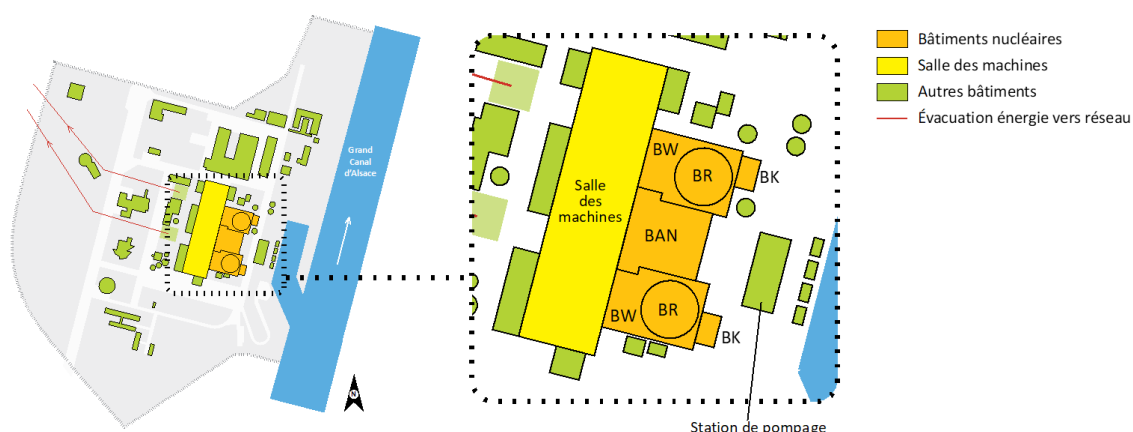 Grand
Canal
d'Alsace
N
Salle
des
machines
BW
BR
BK
BAN
BW
BR
BK
Station de pompage
Bâtiments nucléaires
Salle des machines
Autres bâtiments
Évacuation énergie vers réseau